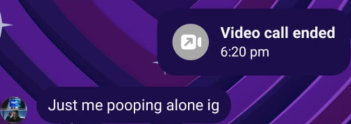 Video call ended
6:20 pm
Just me pooping alone ig